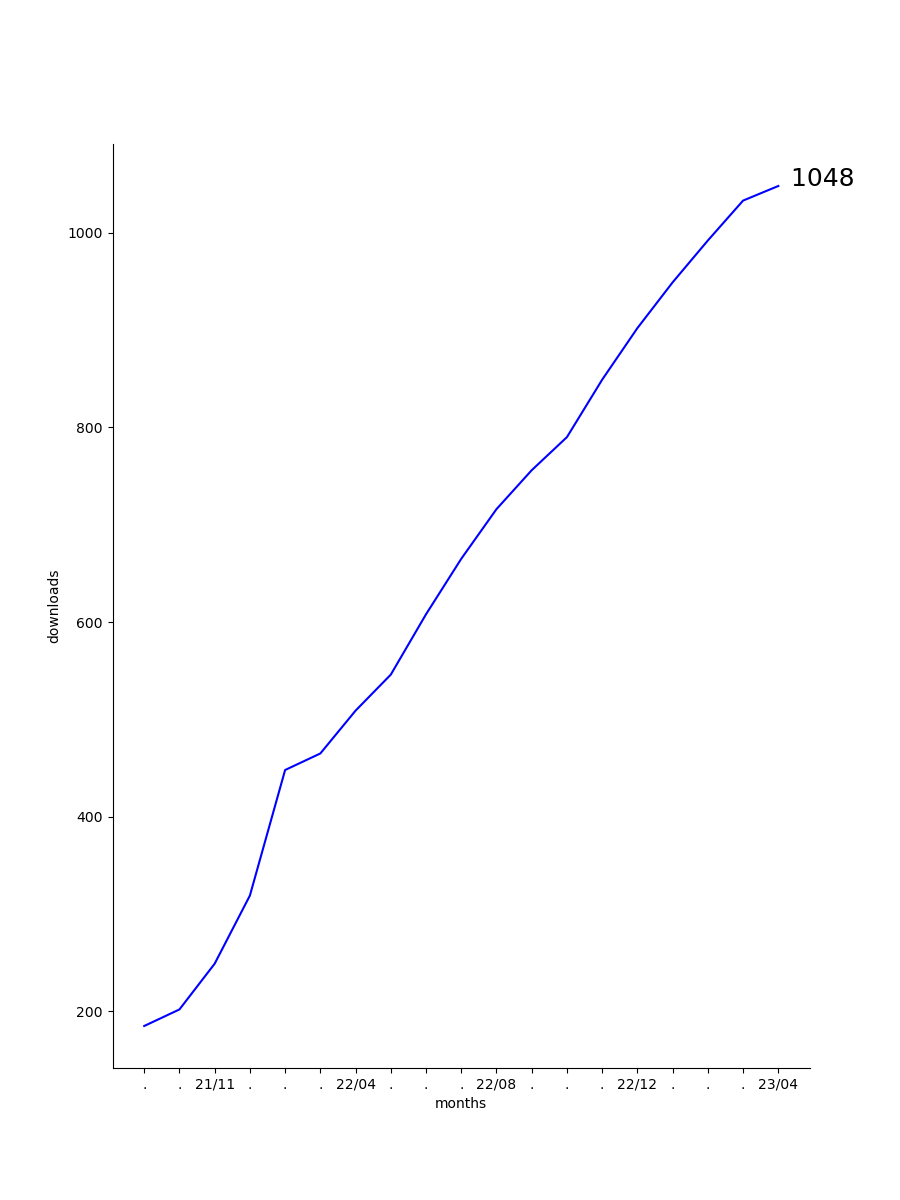 1048
1000
800
600
400
200
downloads
. . 21/11 . . . 22/04 . . . 22/08 . . . 22/12 . . . 23/04
months